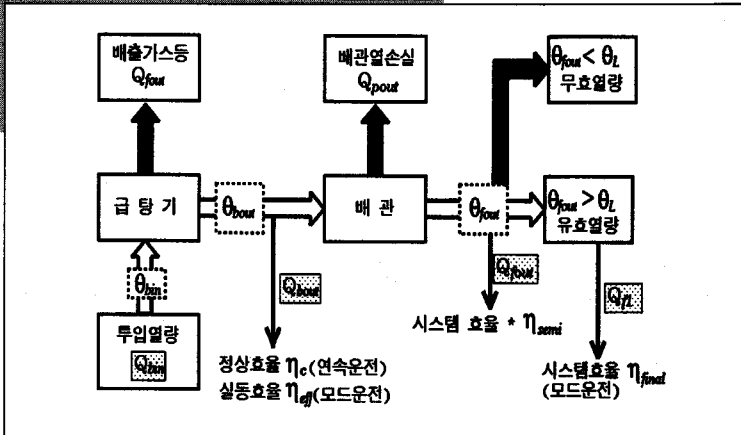 배출가스등
Qfout
배관열손실
Qpout
θfout < θL
무효열량
급 탕 기
θbout
배 관
θfout
θfout > θL
유효열량
θbin
Qbout
Qfout
Qfl
투입열량
Qbin
시스템 효율 * ηsemi
정상효율 ηc(연속운전)
실동효율 ηeff(모드운전)
시스템효율 ηfinal
(모드운전)